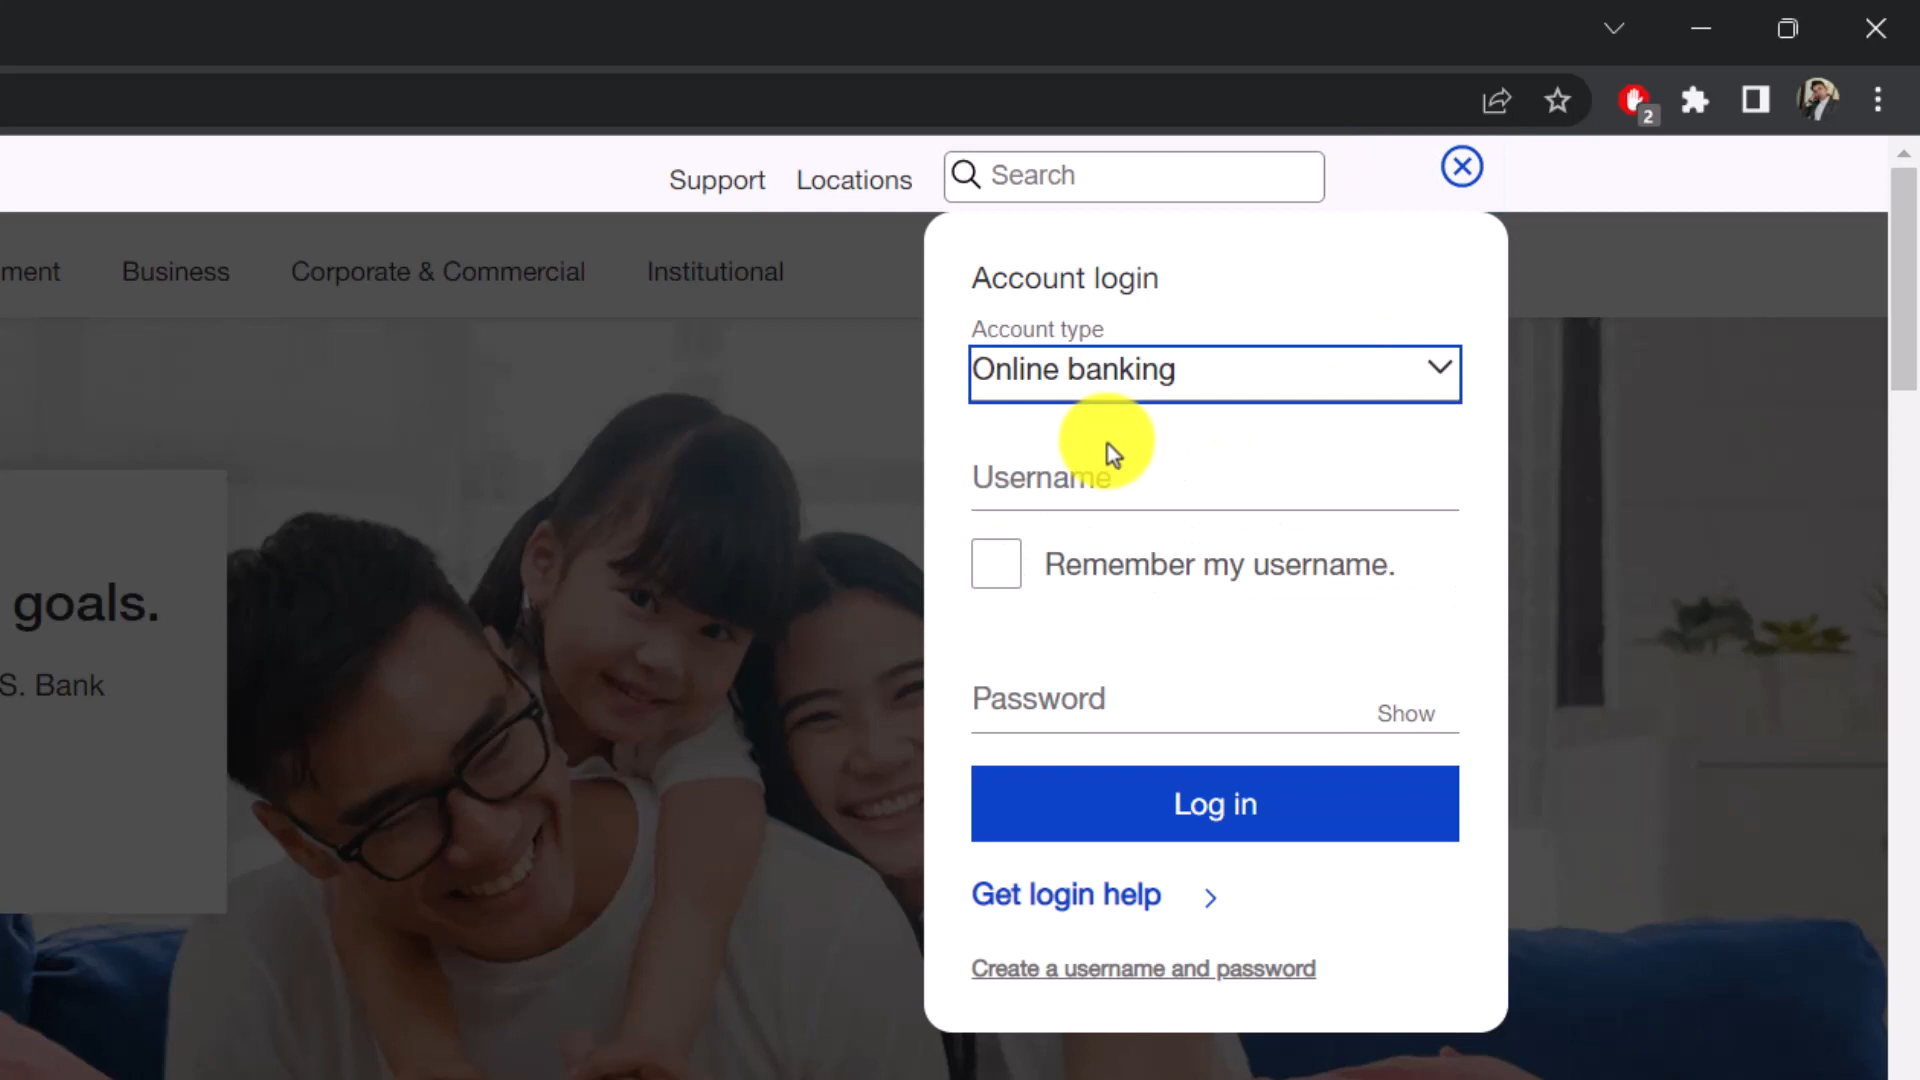 2
Support Locations Search
ment Business Corporate & Commercial Institutional
Account login
Account type
Online banking
Username
Remember my username.
goals.
S. Bank
Password
Show
Log in
Get login help
Create a username and password